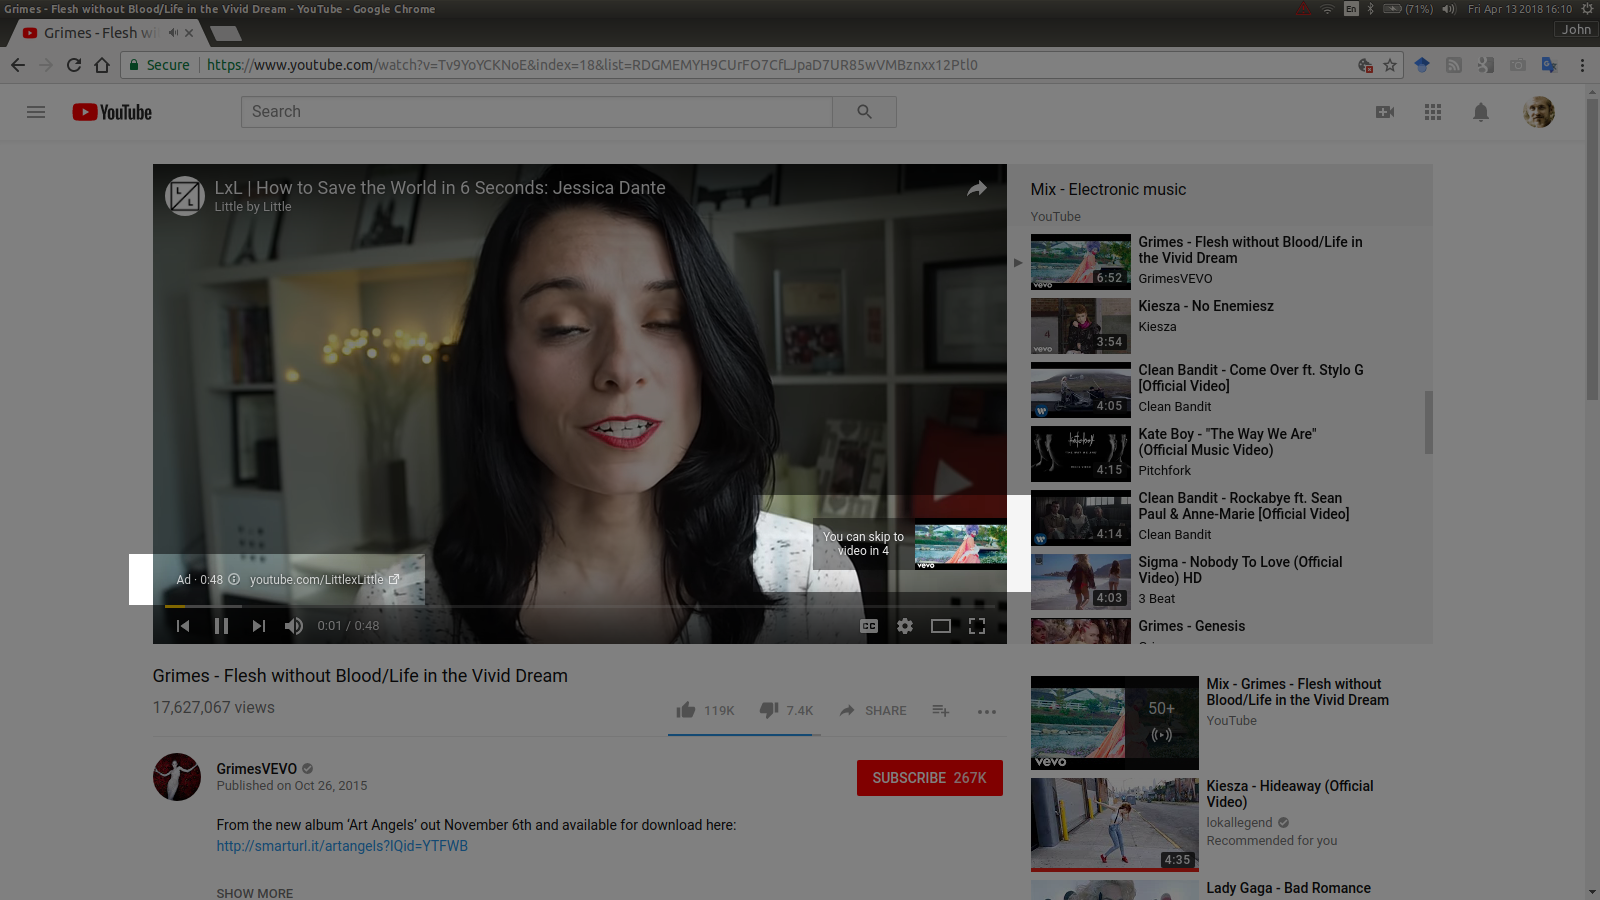 Grimes - Flesh without Blood/Life in the Vivid Dream - YouTube - Google Chrome
En
(71%)
Fri Apr 13 2018 16:10
Grimes - Flesh wi
John
Secure
https://www.youtube.com/watch?v=Tv9YoYCKNoE&index=18&list=RDGMEMYH9CUrFO7CfLJpaD7UR85wVMBznxx12Ptl0
YouTube
Search
L L
LxL | How to Save the World in 6 Seconds: Jessica Dante
Little by Little
You can skip to
video in 4
vevo
Ad · 0:48
youtube.com/LittlexLittle
0:01 / 0:48
CC
Mix - Electronic music
YouTube
Grimes - Flesh without Blood/Life in
the Vivid Dream
GrimesVEVO
6:52
vevo
Kiesza - No Enemiesz
Kiesza
3:54
4
vevo
Clean Bandit - Come Over ft. Stylo G
[Official Video]
Clean Bandit
4:05
W
Kate Boy - "The Way We Are"
(Official Music Video)
Pitchfork
4:15
Clean Bandit - Rockabye ft. Sean
Paul & Anne-Marie [Official Video]
Clean Bandit
4:14
W
Sigma - Nobody To Love (Official
Video) HD
3 Beat
4:03
Grimes - Genesis
Grimes - Flesh without Blood/Life in the Vivid Dream
17,627,067 views
119K
7.4K
SHARE
GrimesVEVO
Published on Oct 26, 2015
SUBSCRIBE 267K
From the new album ‘Art Angels’ out November 6th and available for download here:
http://smarturl.it/artangels?IQid=YTFWB
SHOW MORE
Mix - Grimes - Flesh without
Blood/Life in the Vivid Dream
YouTube
50+
vevo
Kiesza - Hideaway (Official
Video)
lokallegend
Recommended for you
4:35
Lady Gaga - Bad Romance